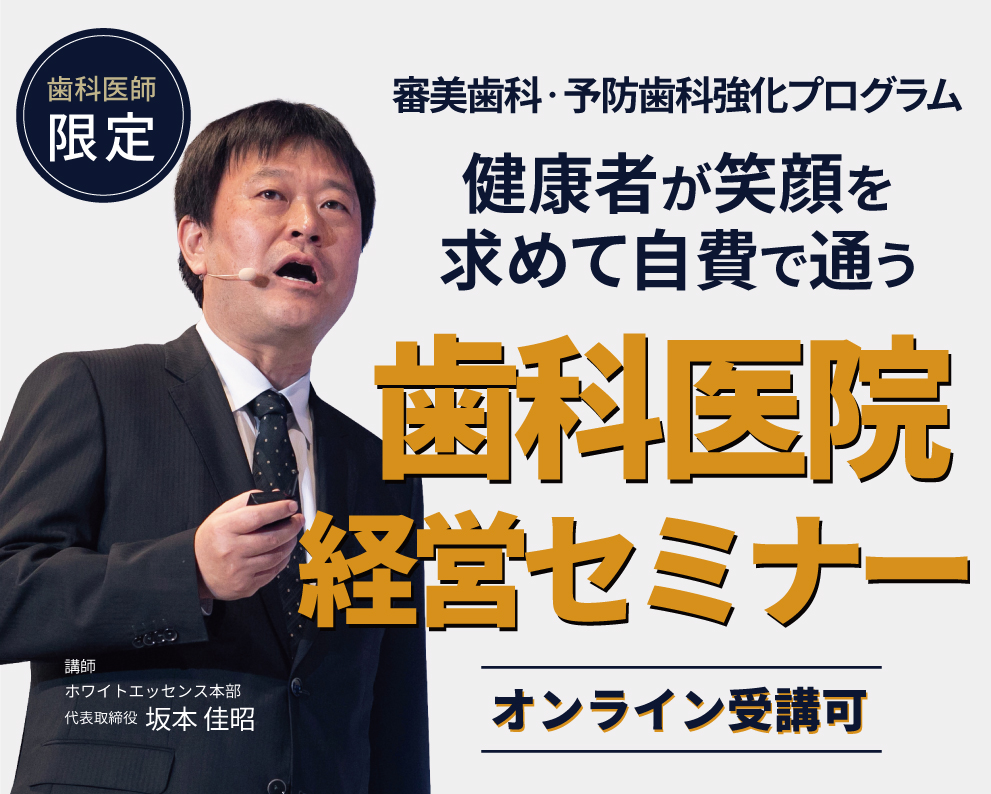 歯科医師
限定
審美歯科・予防歯科強化プログラム
健康者が笑顔を
求めて自費で通う
歯科医院
経営セミナー
オンライン受講可
講師
ホワイトエッセンス本部
代表取締役 坂本 佳昭